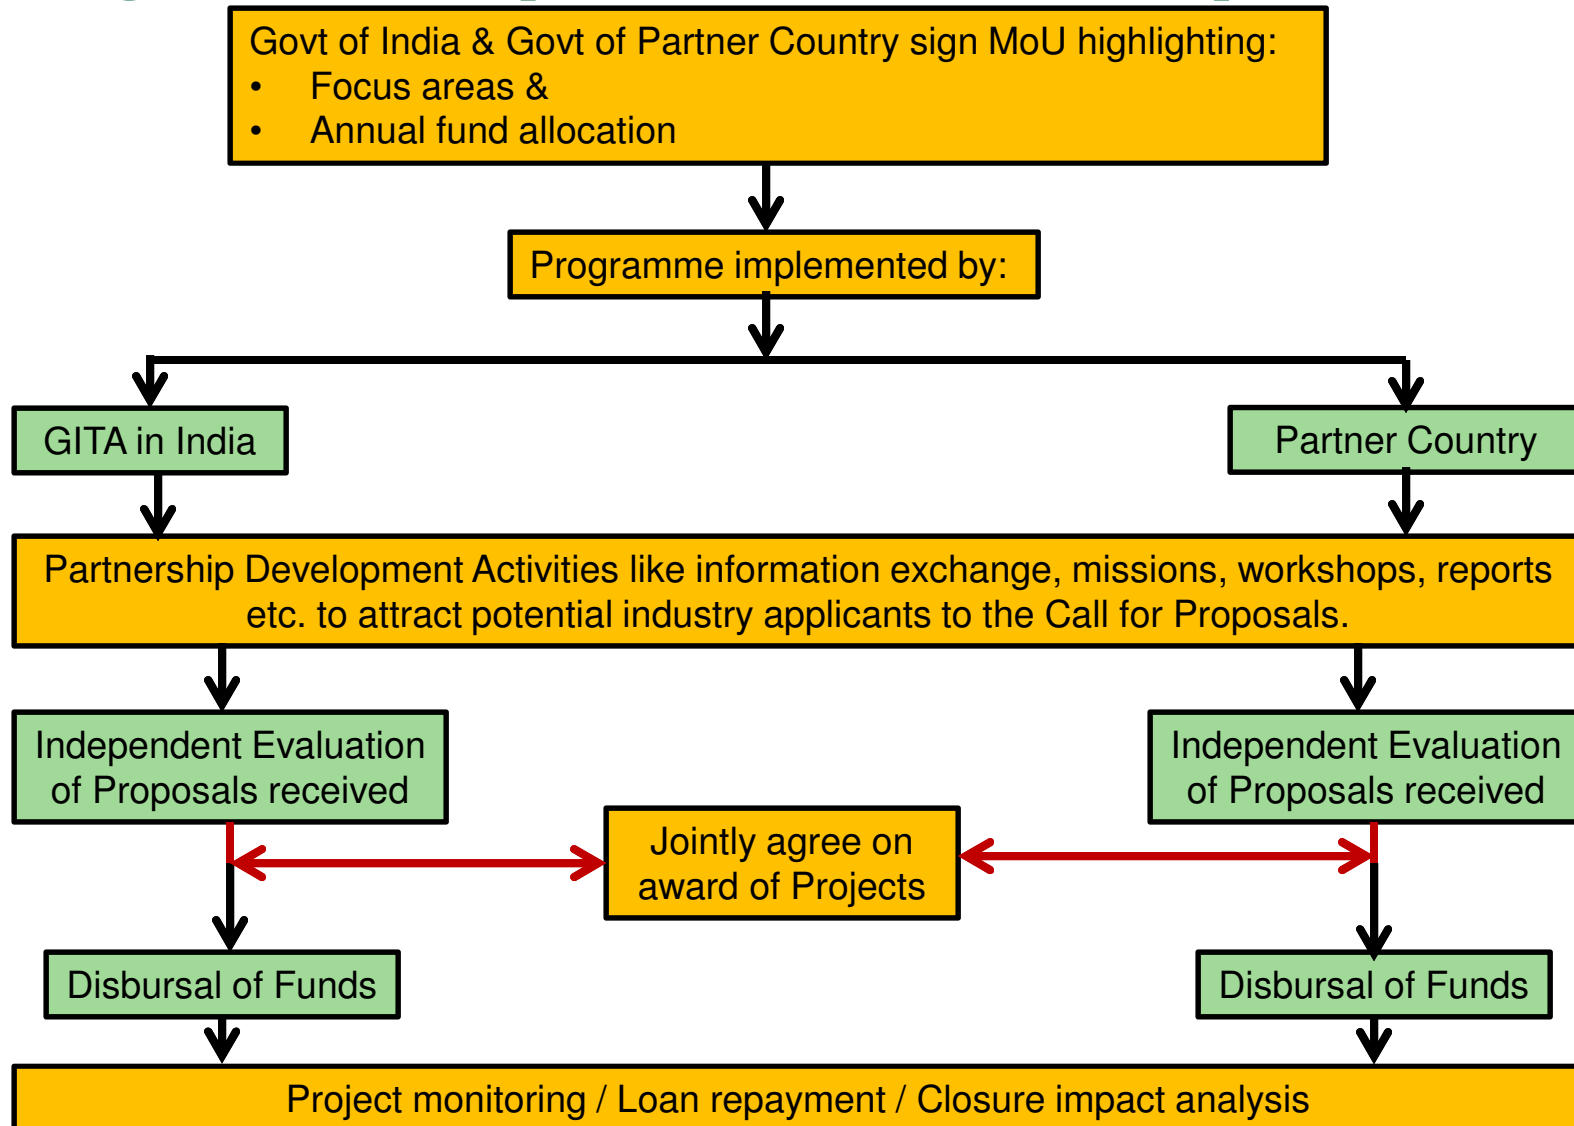 Govt of India & Govt of Partner Country sign MoU highlighting:
• Focus areas &
• Annual fund allocation
Programme implemented by:
GITA in India
Partner Country
Partnership Development Activities like information exchange, missions, workshops, reports
etc. to attract potential industry applicants to the Call for Proposals.
Independent Evaluation
of Proposals received
Independent Evaluation
of Proposals received
Jointly agree on
award of Projects
Disbursal of Funds
Disbursal of Funds
Project monitoring / Loan repayment / Closure impact analysis